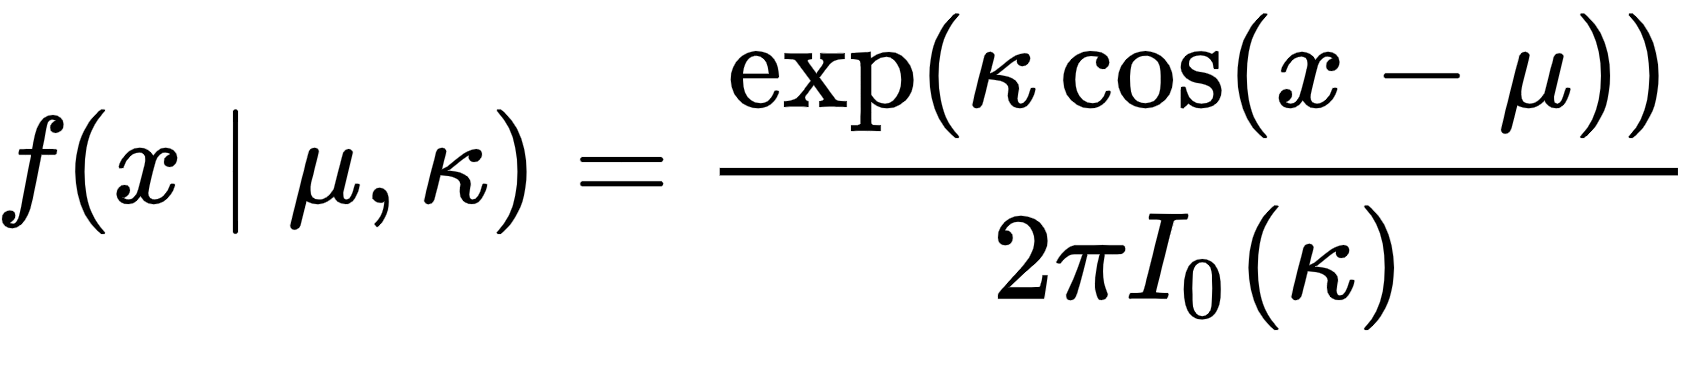 f(x | μ, κ) = exp(κ cos(x − μ)) / 2πI₀(κ)